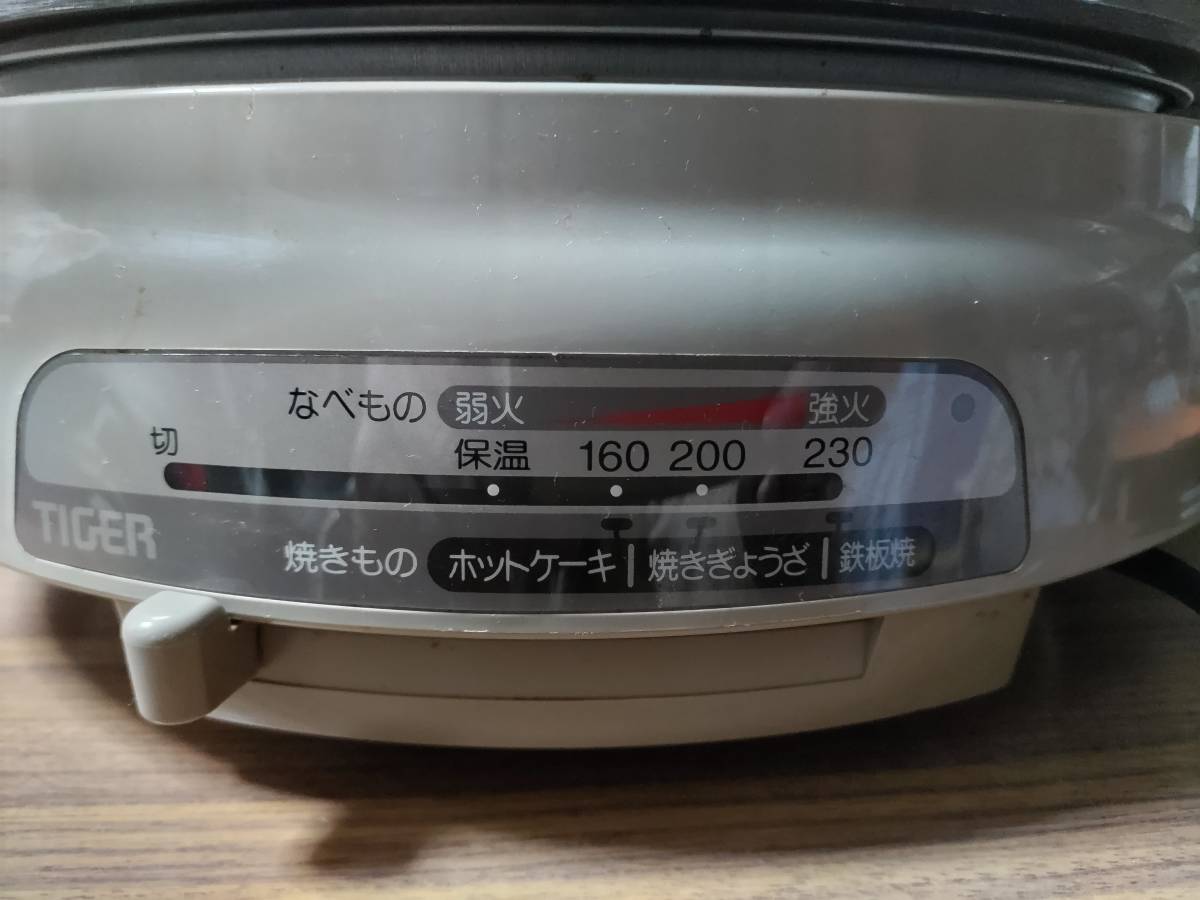 なべもの 弱火 強火
切 保温 160 200 230
TIGER
焼きもの ホットケーキ | 焼きぎょうざ | 鉄板焼